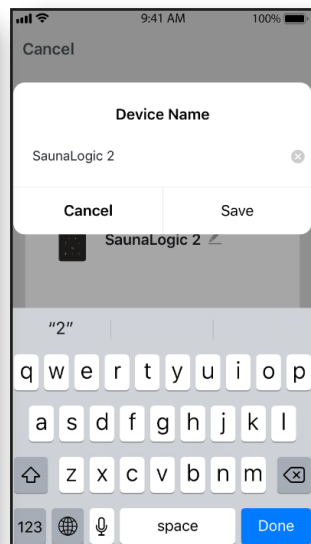 9:41 AM 100%
Cancel
Device Name
SaunaLogic 2
Cancel Save
SaunaLogic 2
“2”
q w e r t y u i o p
a s d f g h j k l
z x c v b n m
123 space Done